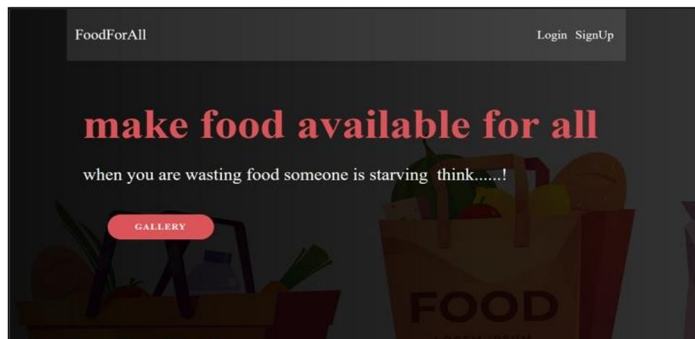 FoodForAll
Login SignUp
make food available for all
when you are wasting food someone is starving think......!
GALLERY
FOOD